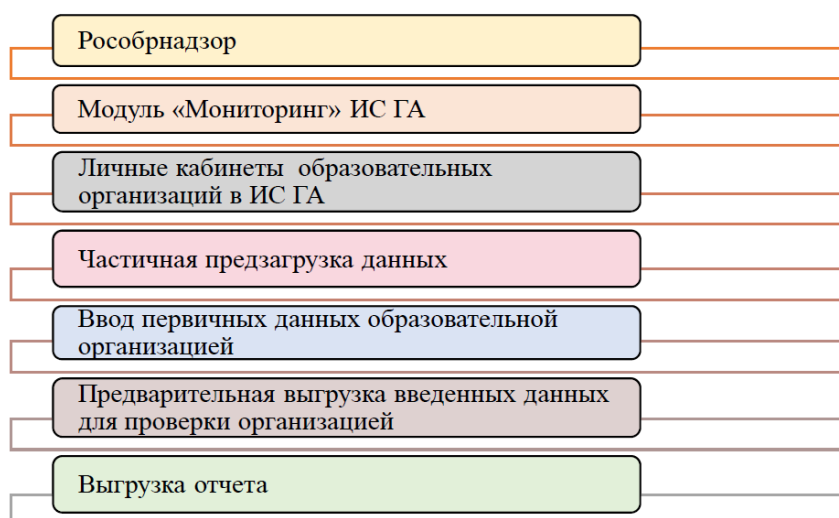 Рособрнадзор
Модуль «Мониторинг» ИС ГА
Личные кабинеты образовательных
организаций в ИС ГА
Частичная предзагрузка данных
Ввод первичных данных образовательной
организацией
Предварительная выгрузка введенных данных
для проверки организацией
Выгрузка отчета